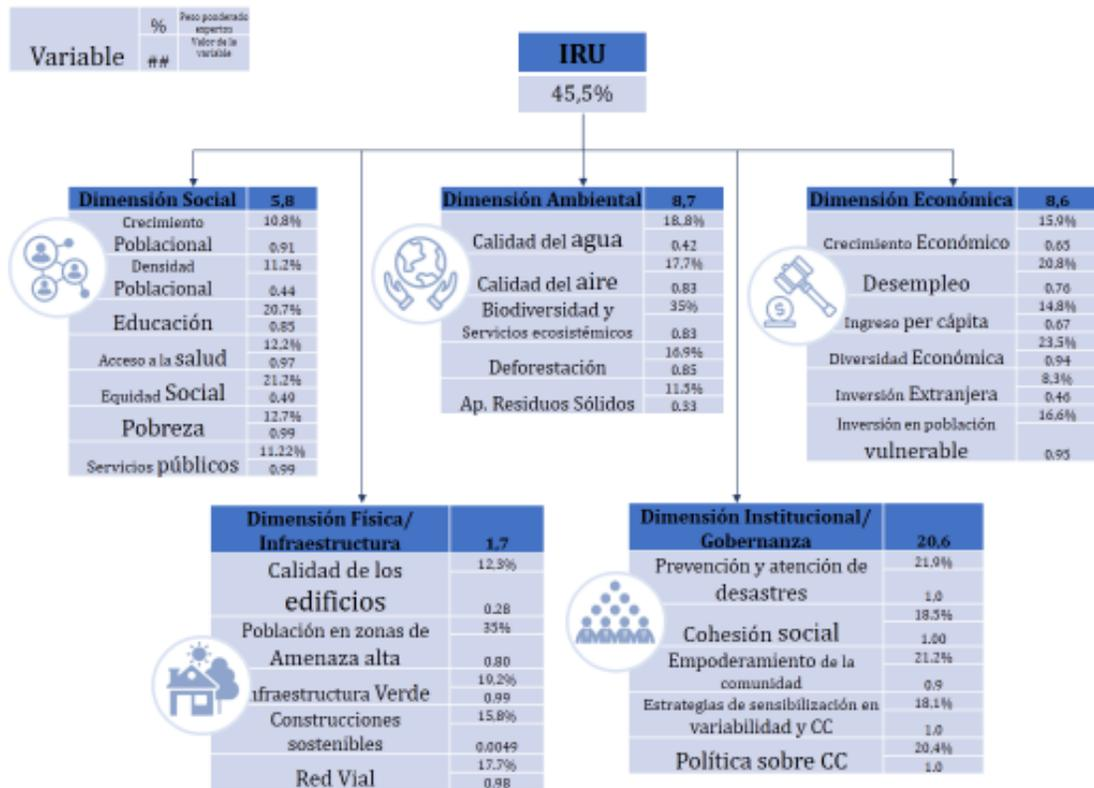 Variable
%
Peso ponderado
expertos
##
Valor de la
variable
IRU
45,5%
Dimensión Social 5,8
Crecimiento 10,8%
Poblacional 0.91
Densidad 11.2%
Poblacional 0.44
20.7%
Educación 0.85
12.2%
Acceso a la salud 0.97
21.2%
Equidad Social 0.49
12.7%
Pobreza 0.99
11.22%
Servicios públicos 0.99
Dimensión Ambiental 8,7
18..8%
Calidad del agua 0.42
17.7%
Calidad del aire 0.83
Biodiversidad y 35%
Servicios ecosistémicos 0.83
16.9%
Deforestación 0.85
11.5%
Ap. Residuos Sólidos 0.33
Dimensión Económica 8,6
15.9%
Crecimiento Económico 0.65
20,8%
Desempleo 0.76
14.8%
Ingreso per cápita 0.67
23,5%
Diversidad Económica 0.94
8,3%
Inversión Extranjera 0.46
Inversión en población 16,6%
vulnerable 0.95
Dimensión Física/
Infraestructura 1,7
Calidad de los 12,3%
edificios 0.28
Población en zonas de 35%
Amenaza alta 0.80
19,2%
nfraestructura Verde 0.99
Construcciones 15,8%
sostenibles 0.0049
17.7%
Red Vial 0.98
Dimensión Institucional/
Gobernanza 20,6
Prevención y atención de 21,9%
desastres 1,0
18.5%
Cohesión social 1.00
Empoderamiento de la 21.2%
comunidad 0.9
Estrategias de sensibilización en 18,1%
variabilidad y CC 1.0
20,4%
Política sobre CC 1.0